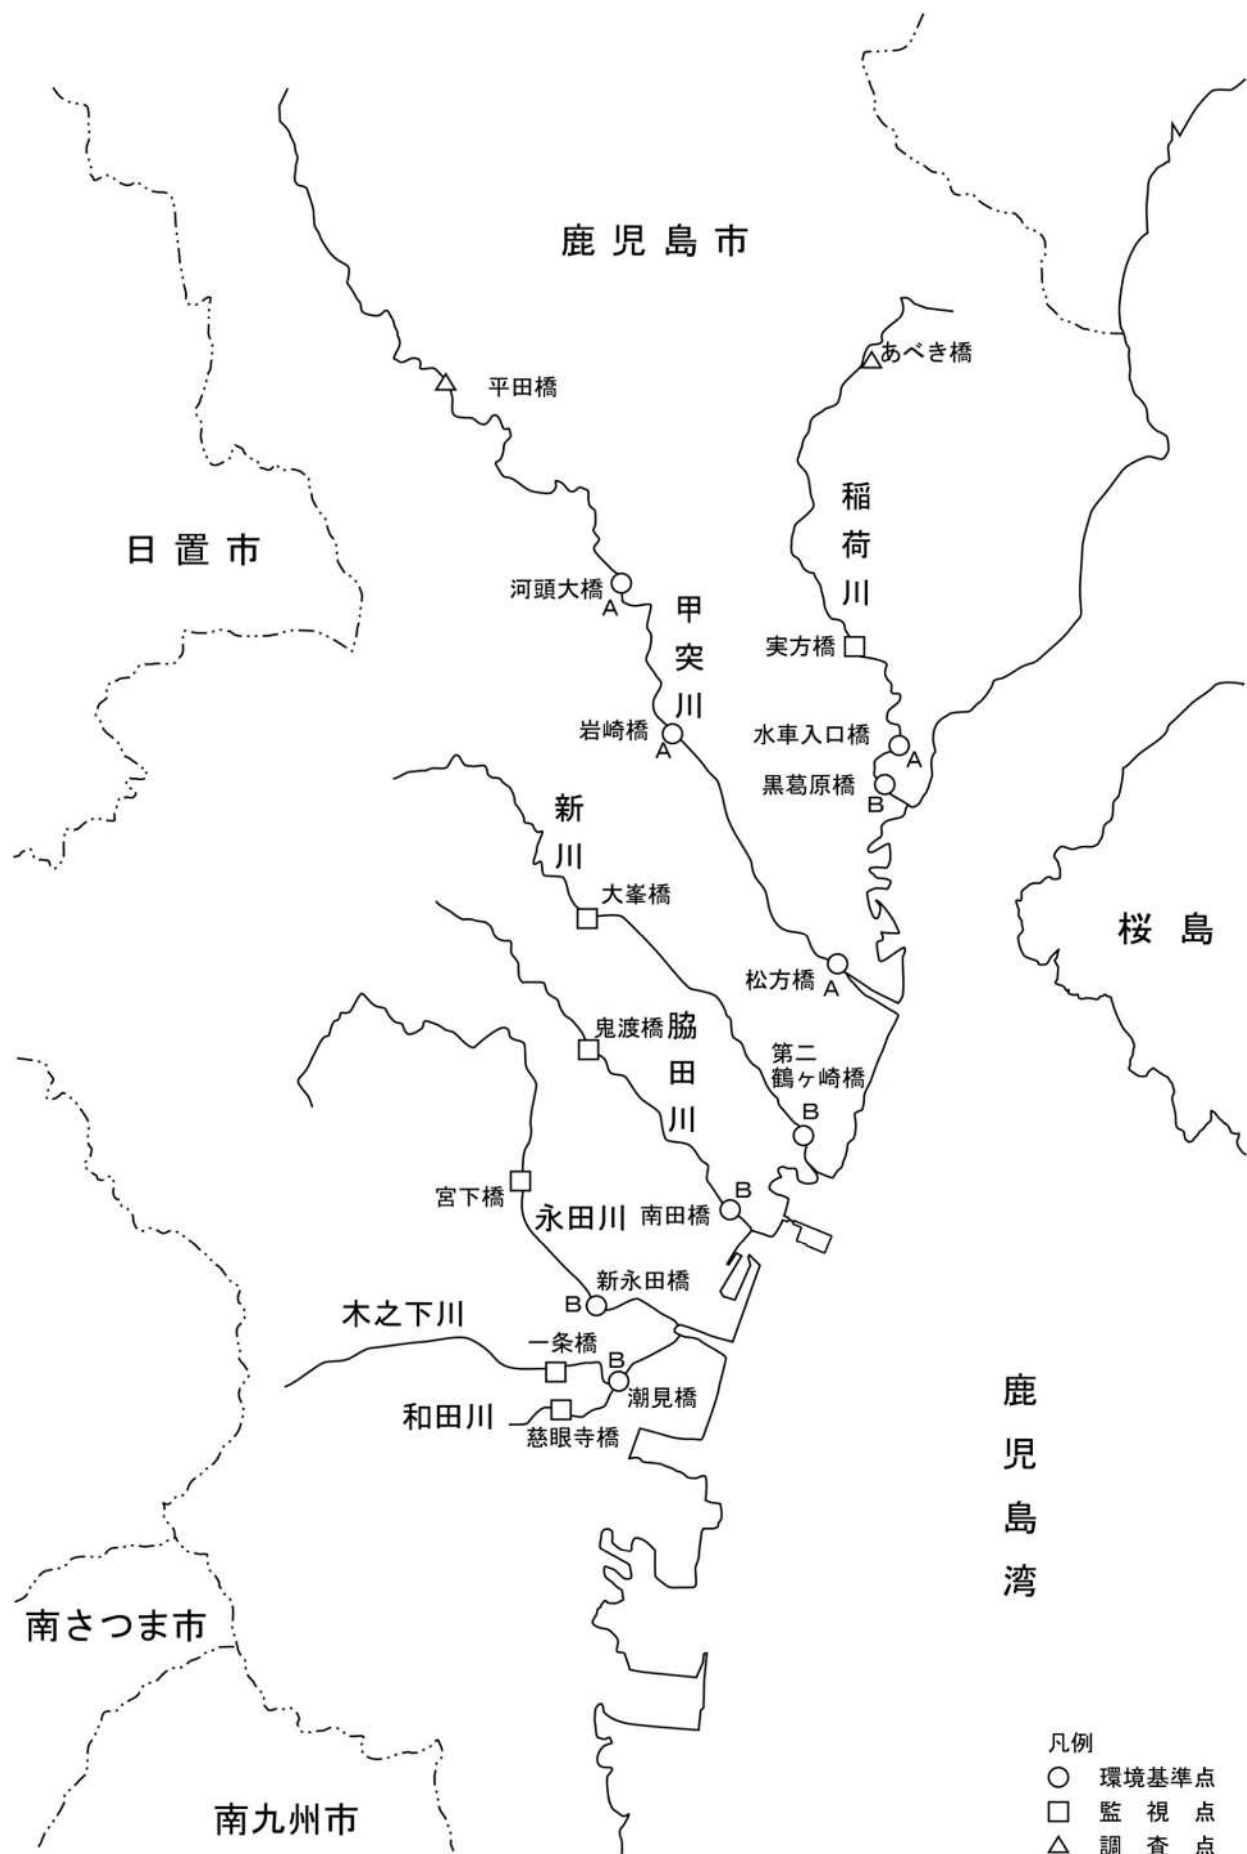 鹿児島市
あべき橋
平田橋
稲荷川
日置市
河頭大橋
A
甲突川
実方橋
岩崎橋
A
水車入口橋
A
黒葛原橋
B
新川
大峯橋
桜島
松方橋
A
鬼渡橋
脇田川
第二
鶴ヶ崎橋
B
宮下橋
永田川
南田橋
B
新永田橋
B
木之下川
一条橋
B
潮見橋
和田川
慈眼寺橋
鹿児島湾
南さつま市
南九州市
凡例
環境基準点
監視点
調査点